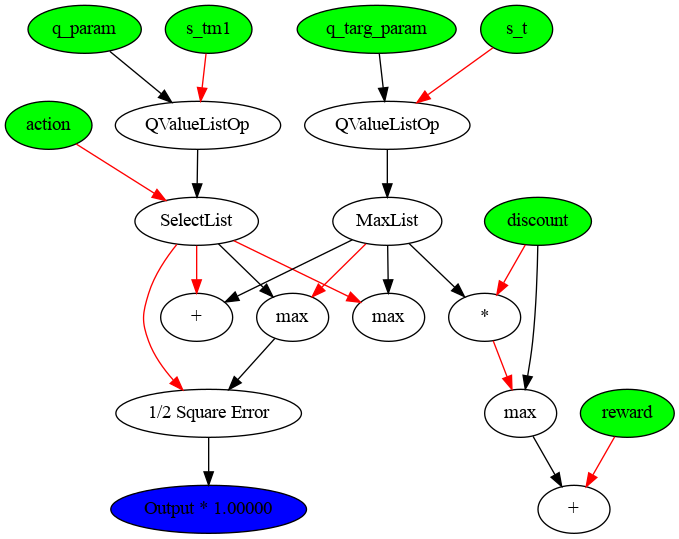 q_param
s_tm1
q_targ_param
s_t
action
QValueListOp
QValueListOp
SelectList
MaxList
discount
+
max
max
*
1/2 Square Error
max
reward
Output * 1.00000
+